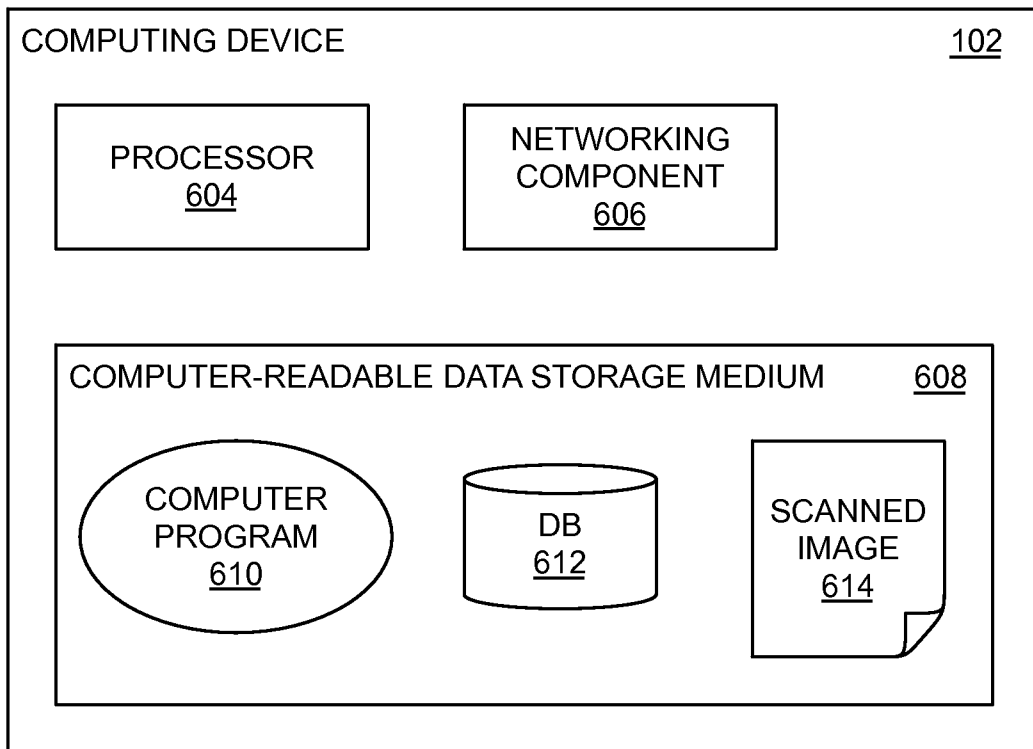 COMPUTING DEVICE 102
PROCESSOR
604
NETWORKING
COMPONENT
606
COMPUTER-READABLE DATA STORAGE MEDIUM 608
COMPUTER
PROGRAM
610
DB
612
SCANNED
IMAGE
614